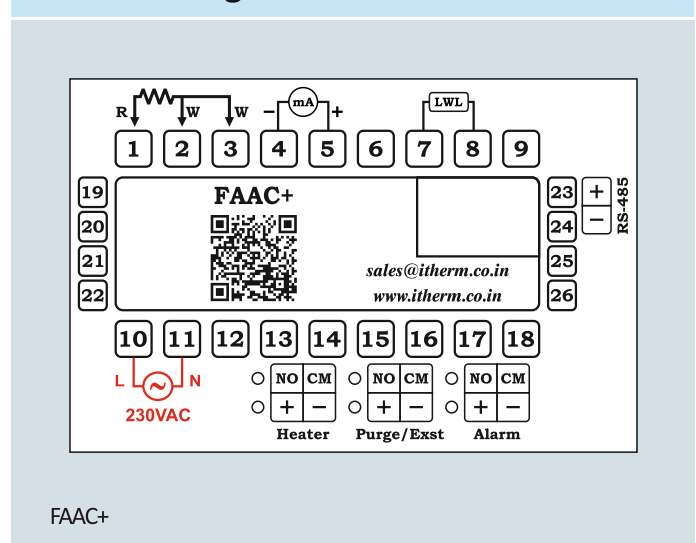 R W W − mA + LWL
1 2 3 4 5 6 7 8 9
19 23 +
20 24 −
21 25
22 26
RS-485
FAAC+
sales@itherm.co.in
www.itherm.co.in
10 11 12 13 14 15 16 17 18
L N
230VAC
NO CM NO CM NO CM
+ − + − + −
Heater Purge/Exst Alarm
FAAC+